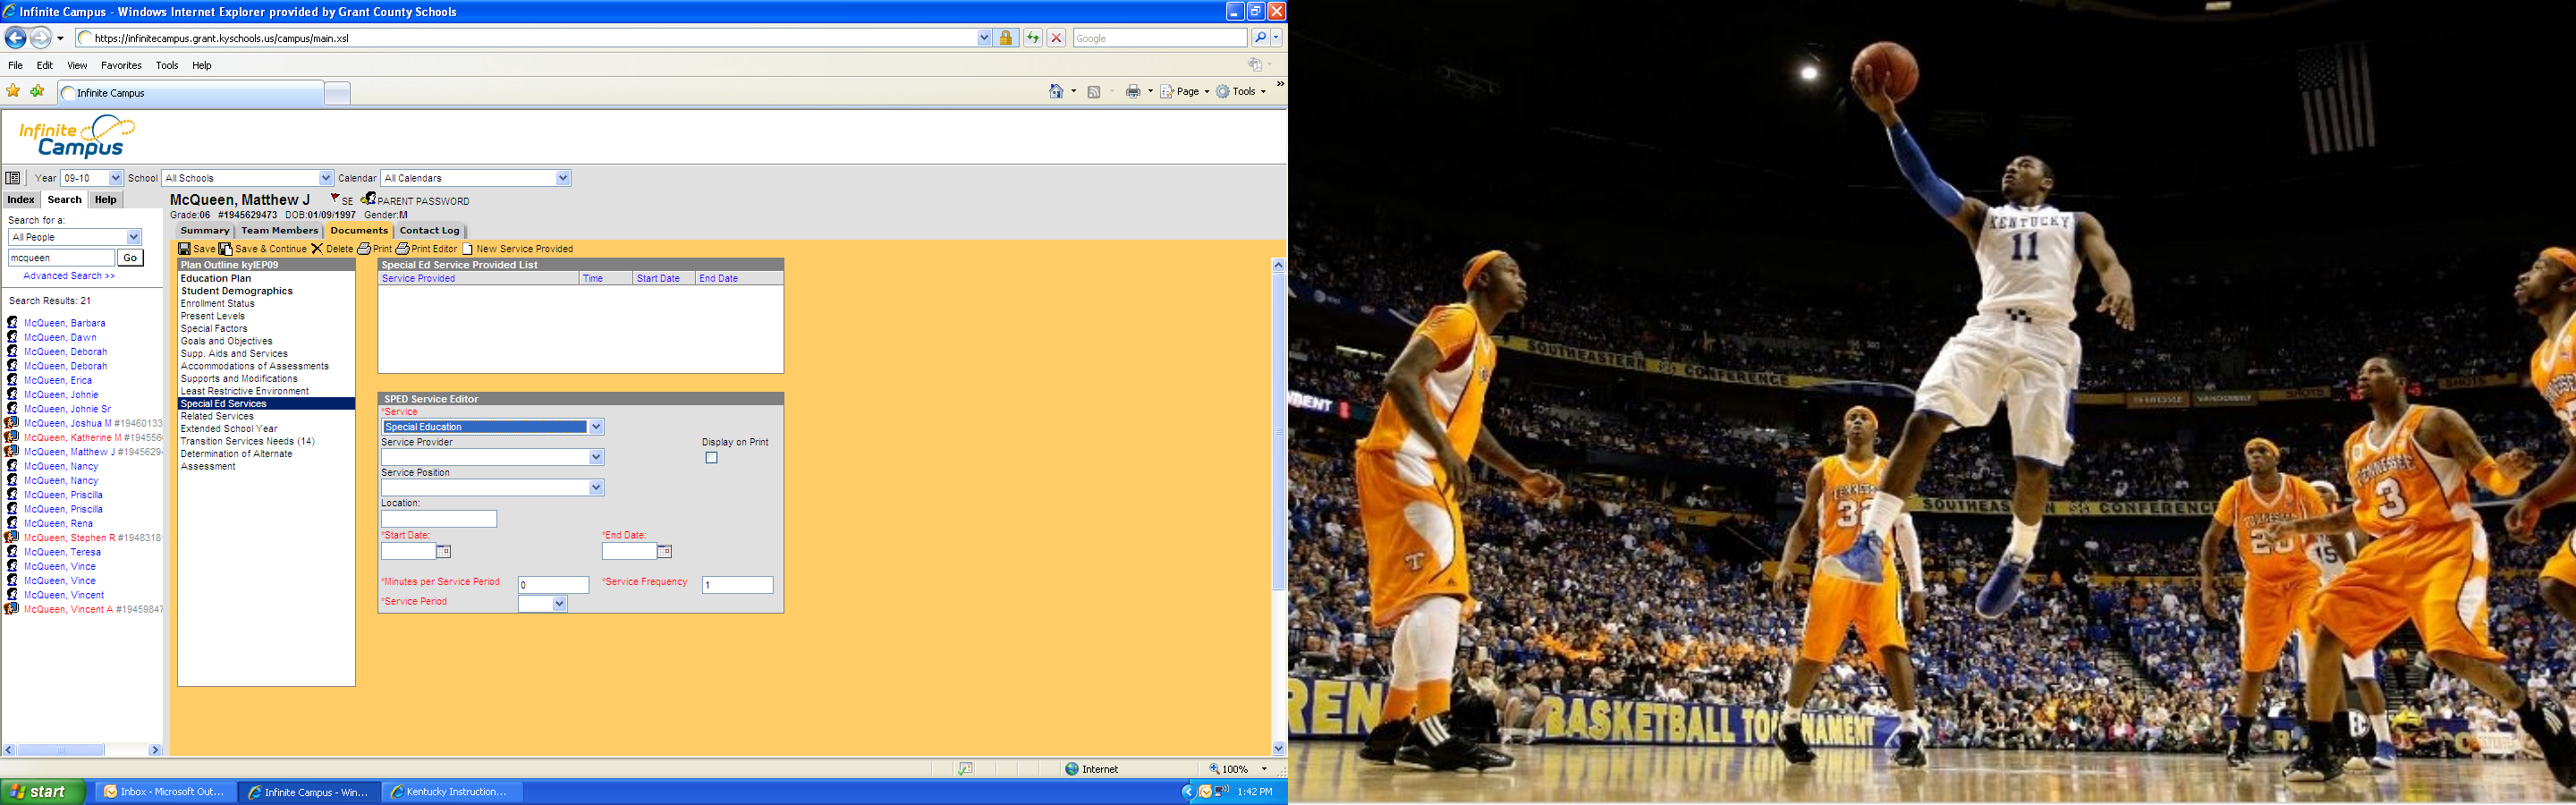 Infinite Campus - Windows Internet Explorer provided by Grant County Schools
https://infinitecampus.grant.kyschools.us/campus/main.xsl
Google
File Edit View Favorites Tools Help
Infinite Campus
Page Tools
Infinite Campus
Year 09-10 School All Schools Calendar All Calendars
Index Search Help
McQueen, Matthew J SE PARENT PASSWORD
Grade:06 #1945629473 DOB:01/09/1997 Gender:M
Summary Team Members Documents Contact Log
Save Save & Continue Delete Print Print Editor New Service Provided
Search for a:
All People
mcqueen Go
Advanced Search >>
Search Results: 21
McQueen, Barbara
McQueen, Dawn
McQueen, Deborah
McQueen, Deborah
McQueen, Erica
McQueen, Johnie
McQueen, Johnie Sr
McQueen, Joshua M #19460133
McQueen, Katherine M #194556
McQueen, Matthew J #1945629
McQueen, Nancy
McQueen, Nancy
McQueen, Priscilla
McQueen, Priscilla
McQueen, Rena
McQueen, Stephen R #1948318
McQueen, Teresa
McQueen, Vince
McQueen, Vince
McQueen, Vincent
McQueen, Vincent A #19459847
Plan Outline kyIEP09
Education Plan
Student Demographics
Enrollment Status
Present Levels
Special Factors
Goals and Objectives
Supp. Aids and Services
Accommodations of Assessments
Supports and Modifications
Least Restrictive Environment
Special Ed Services
Related Services
Extended School Year
Transition Services Needs (14)
Determination of Alternate
Assessment
Special Ed Service Provided List
Service Provided Time Start Date End Date
SPED Service Editor
*Service
Special Education
Service Provider Display on Print
Service Position
Location:
*Start Date: *End Date:
*Minutes per Service Period 0 *Service Frequency 1
*Service Period
Internet 100%
start Inbox - Microsoft Out... Infinite Campus - Win... Kentucky Instruction... 1:42 PM
KENTUCKY
11
SOUTHEASTERN CONFERENCE
TENNESSEE VANDERBILT
TENNESSEE
3
SOUTHEASTERN CONFEREN
T
BASKETBALL TOURNAMENT